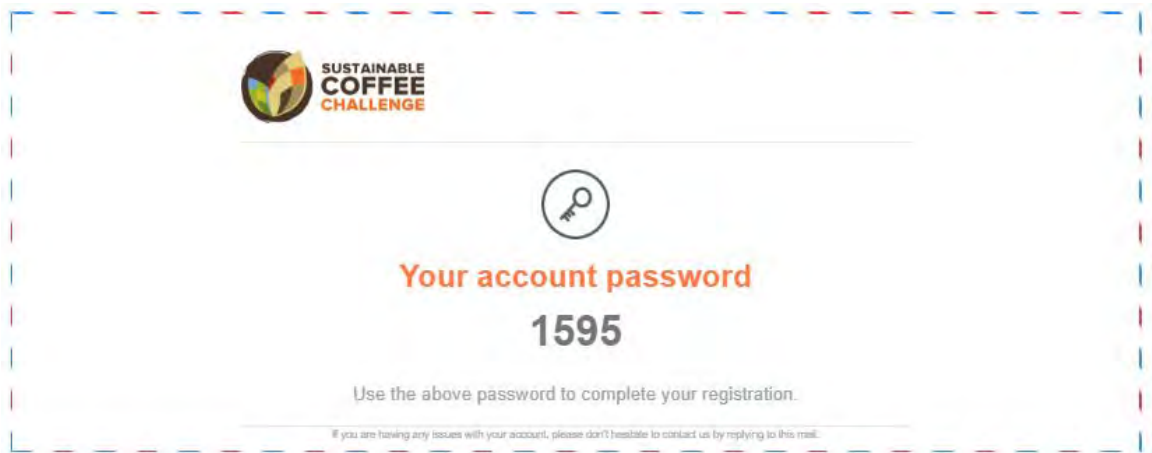 SUSTAINABLE
COFFEE
CHALLENGE
Your account password
1595
Use the above password to complete your registration.
If you are having any issues with your account, please don't hesitate to contact us by replying to this mail.